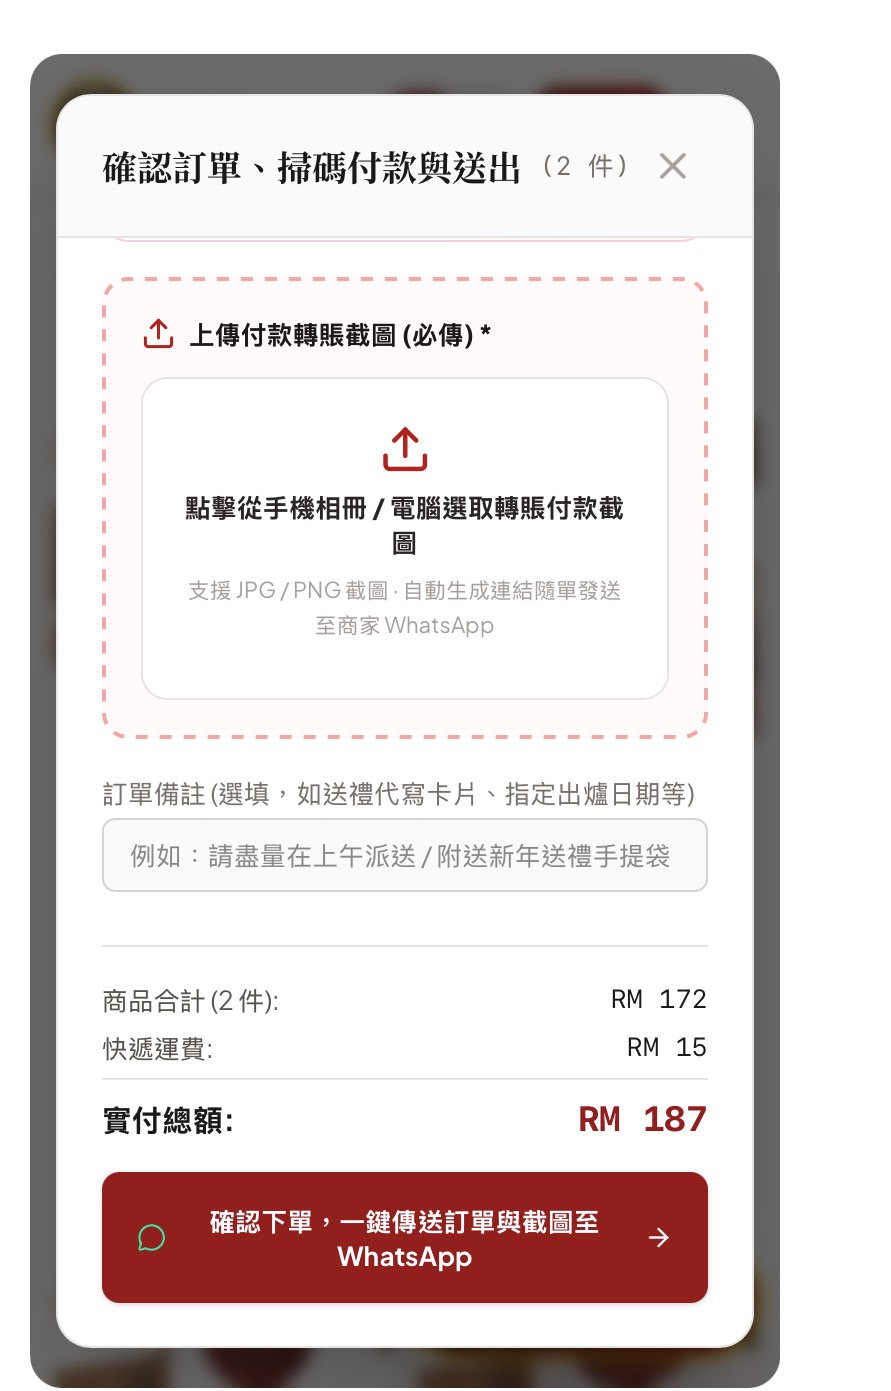 確認訂單、掃碼付款與送出 (2 件)
上傳付款轉賬截圖 (必傳) *
點擊從手機相冊 / 電腦選取轉賬付款截
圖
支援 JPG / PNG 截圖 · 自動生成連結隨單發送
至商家 WhatsApp
訂單備註 (選填，如送禮代寫卡片、指定出爐日期等)
例如：請盡量在上午派送 / 附送新年送禮手提袋
商品合計 (2 件): RM 172
快遞運費: RM 15
實付總額: RM 187
確認下單，一鍵傳送訂單與截圖至
WhatsApp